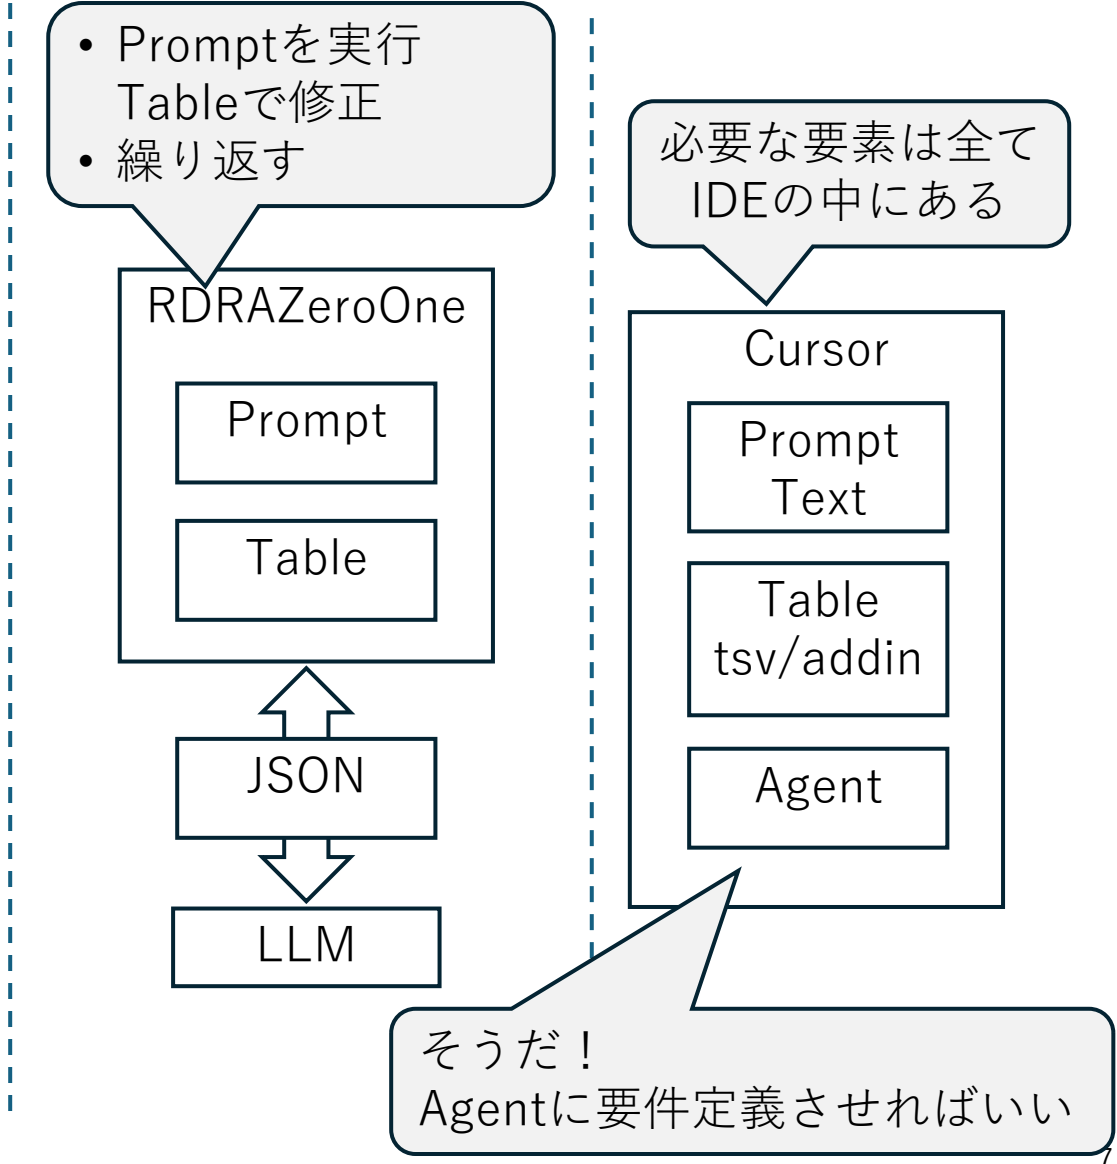 • Promptを実行
Tableで修正
• 繰り返す
RDRAZeroOne
Prompt
Table
JSON
LLM
必要な要素は全て
IDEの中にある
Cursor
Prompt
Text
Table
tsv/addin
Agent
そうだ！
Agentに要件定義させればいい